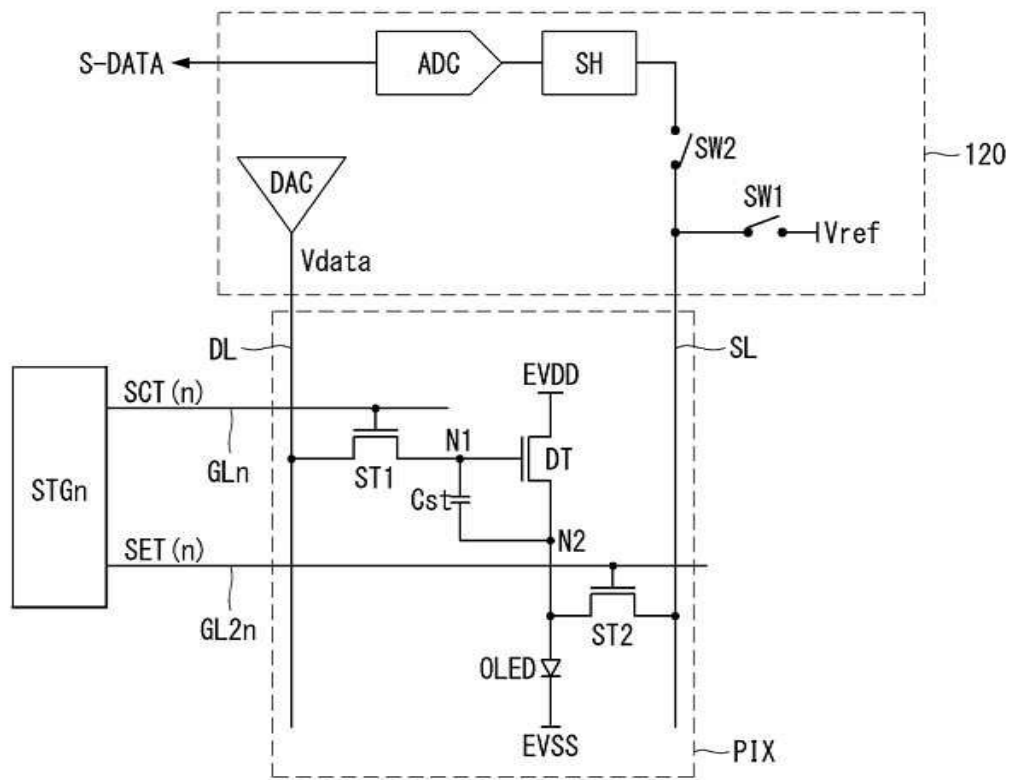 S-DATA
ADC
SH
SW2
120
DAC
SW1
Vref
Vdata
DL
SL
EVDD
SCT(n)
N1
DT
GLn
ST1
STGn
Cst
N2
SET(n)
GL2n
ST2
OLED
EVSS
PIX